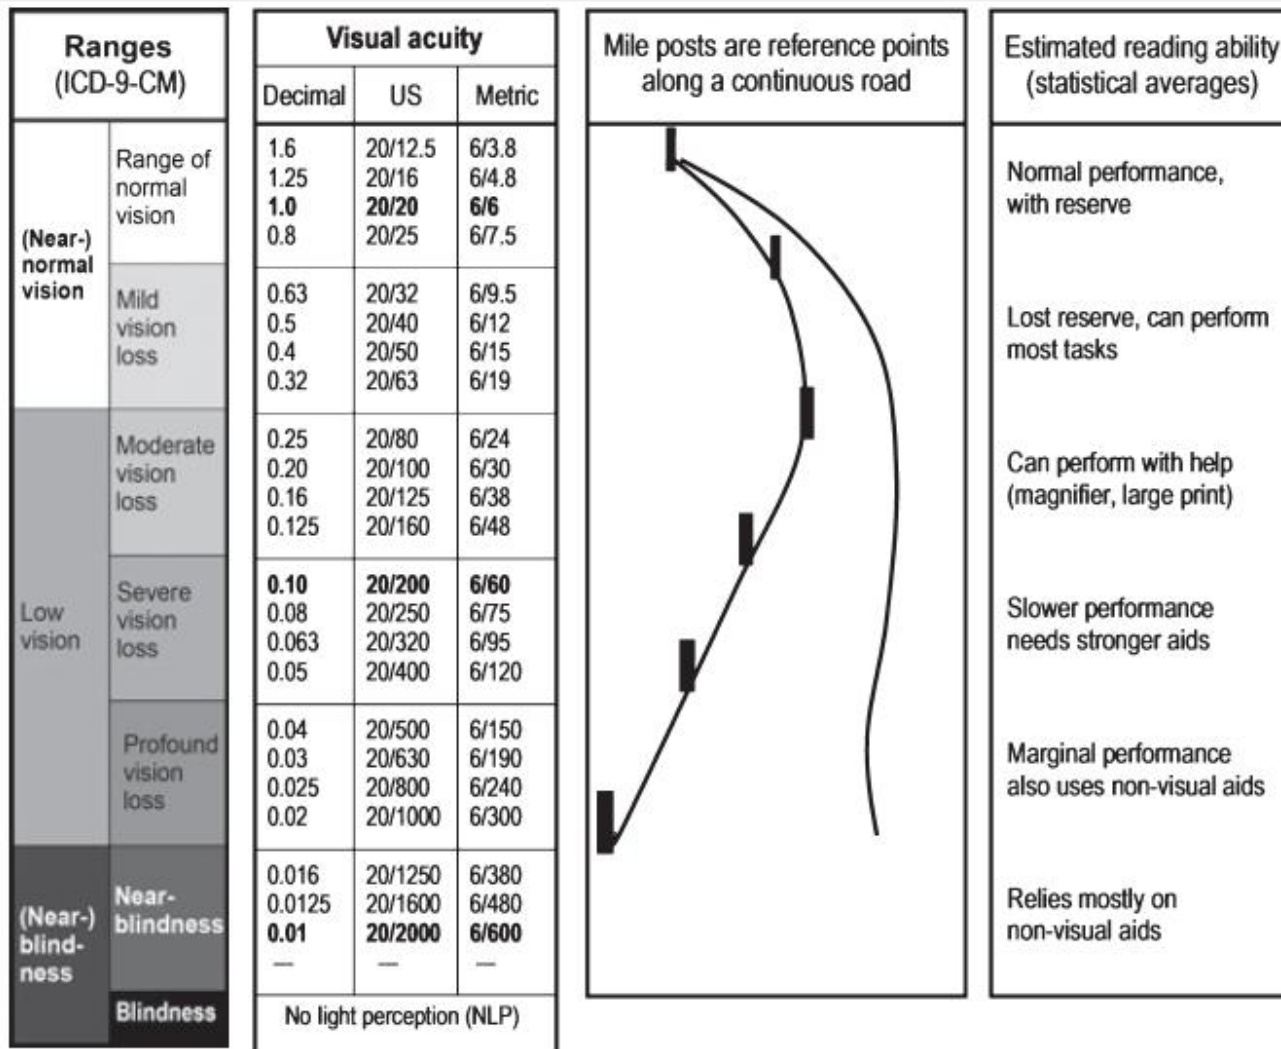 Ranges
(ICD-9-CM)
(Near-)
normal
vision
Range of
normal
vision
Mild
vision
loss
Low
vision
Moderate
vision
loss
Severe
vision
loss
Profound
vision
loss
(Near-)
blind-
ness
Near-
blindness
Blindness
Visual acuity
Decimal US Metric
1.6 20/12.5 6/3.8
1.25 20/16 6/4.8
1.0 20/20 6/6
0.8 20/25 6/7.5
0.63 20/32 6/9.5
0.5 20/40 6/12
0.4 20/50 6/15
0.32 20/63 6/19
0.25 20/80 6/24
0.20 20/100 6/30
0.16 20/125 6/38
0.125 20/160 6/48
0.10 20/200 6/60
0.08 20/250 6/75
0.063 20/320 6/95
0.05 20/400 6/120
0.04 20/500 6/150
0.03 20/630 6/190
0.025 20/800 6/240
0.02 20/1000 6/300
0.016 20/1250 6/380
0.0125 20/1600 6/480
0.01 20/2000 6/600
— — —
No light perception (NLP)
Mile posts are reference points
along a continuous road
Estimated reading ability
(statistical averages)
Normal performance,
with reserve
Lost reserve, can perform
most tasks
Can perform with help
(magnifier, large print)
Slower performance
needs stronger aids
Marginal performance
also uses non-visual aids
Relies mostly on
non-visual aids